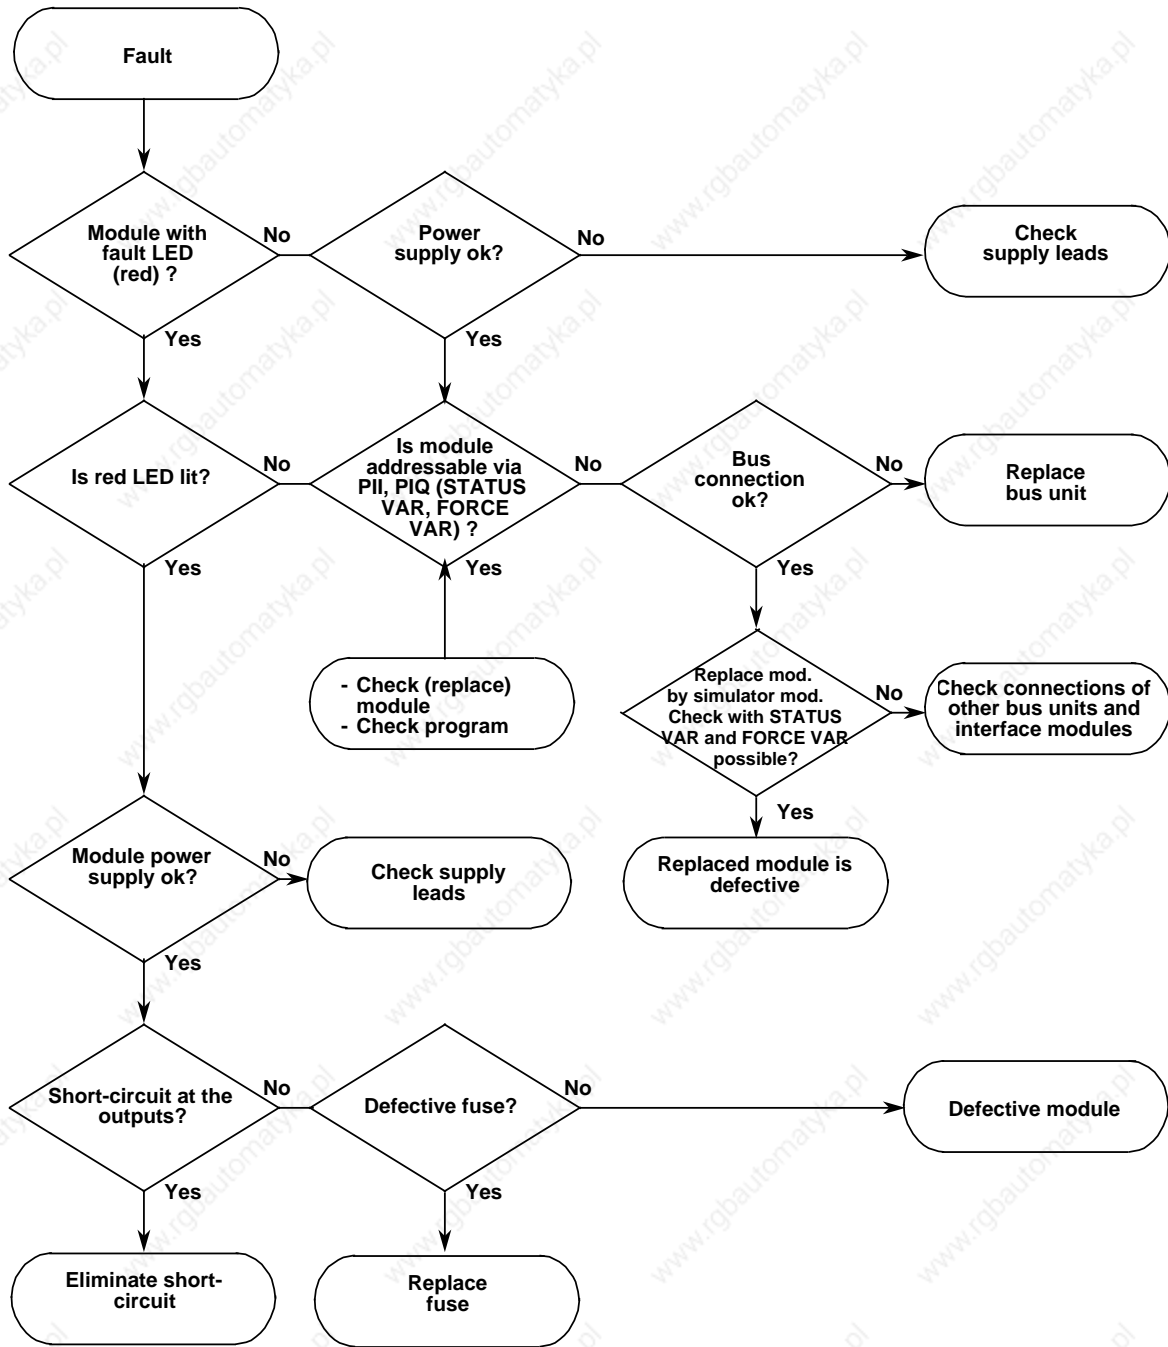 Fault
Module with
fault LED
(red) ?
No
Power
supply ok?
No
Check
supply leads
Yes
Yes
Is red LED lit?
No
Is module
addressable via
PII, PIQ (STATUS
VAR, FORCE
VAR) ?
No
Bus
connection
ok?
No
Replace
bus unit
Yes
Yes
Yes
- Check (replace)
module
- Check program
Replace mod.
by simulator mod.
Check with STATUS
VAR and FORCE VAR
possible?
No
Check connections of
other bus units and
interface modules
Yes
Module power
supply ok?
No
Check supply
leads
Replaced module is
defective
Yes
Short-circuit at the
outputs?
No
Defective fuse?
No
Defective module
Yes
Yes
Eliminate short-
circuit
Replace
fuse
www.rgbautomatyka.pl